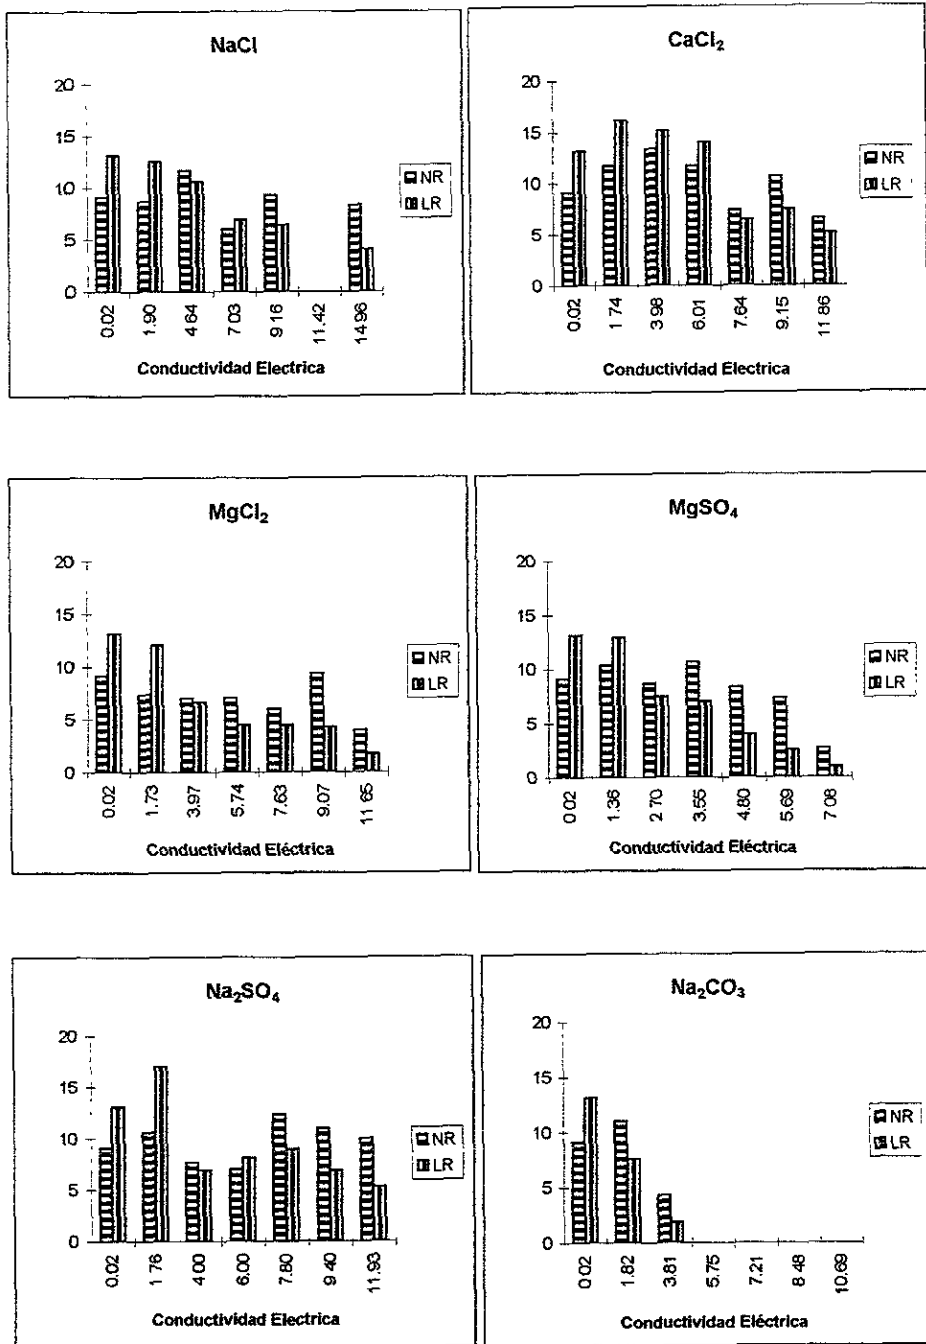 NaCl
20
15
10
5
0
NR
LR
0.02 1.90 4 64 7 03 9 16 11.42 14 96
Conductividad Electrica
CaCl₂
20
15
10
5
0
NR
LR
0.02 1 74 3 98 6.01 7.64 9.15 11 86
Conductividad Electrica
MgCl₂
20
15
10
5
0
NR
LR
0.02 1.73 3.97 5.74 7.63 9.07 11 65
Conductividad Eléctrica
MgSO₄
20
15
10
5
0
NR
LR
0.02 1.36 2 70 3.55 4.80 5.69 7 08
Conductividad Eléctrica
Na₂SO₄
20
15
10
5
0
NR
LR
0.02 1 76 4 00 6.00 7.80 9 40 11.93
Conductividad Eléctrica
Na₂CO₃
20
15
10
5
0
NR
LR
0.02 1.82 3.81 5.75 7.21 8 48 10.69
Conductividad Eléctrica